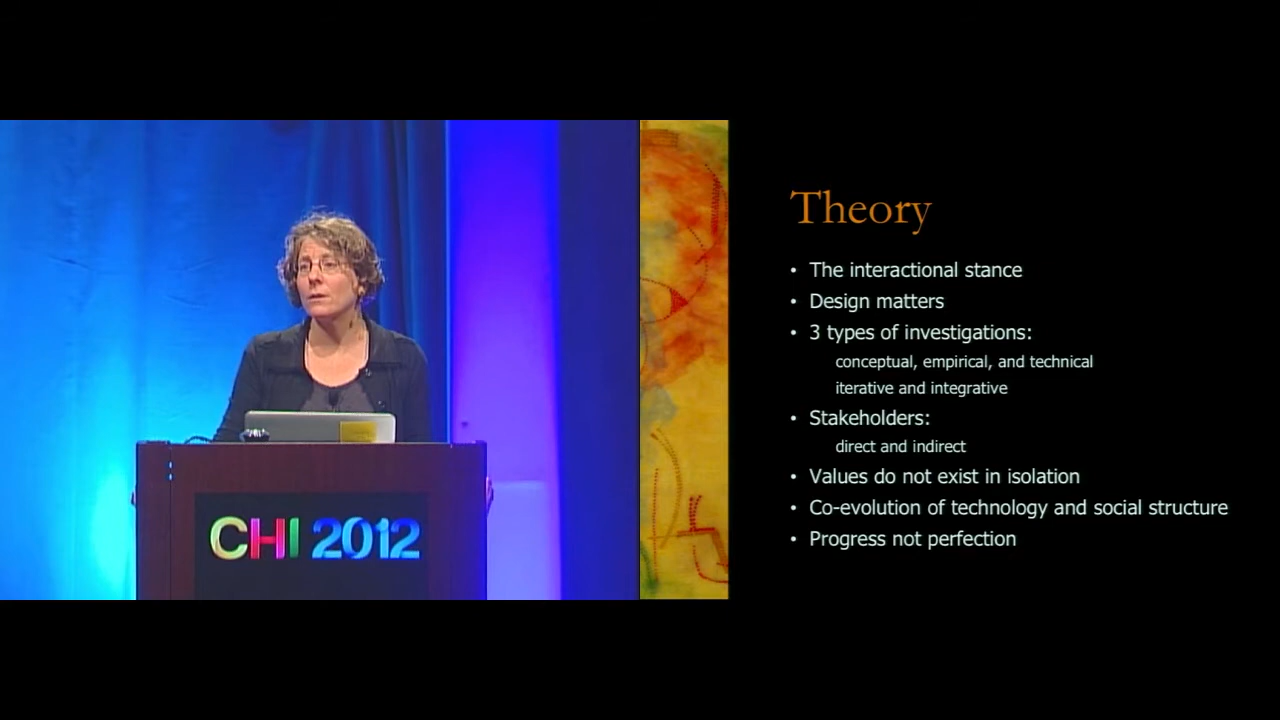 CHI 2012
Theory
• The interactional stance
• Design matters
• 3 types of investigations:
conceptual, empirical, and technical
iterative and integrative
• Stakeholders:
direct and indirect
• Values do not exist in isolation
• Co-evolution of technology and social structure
• Progress not perfection